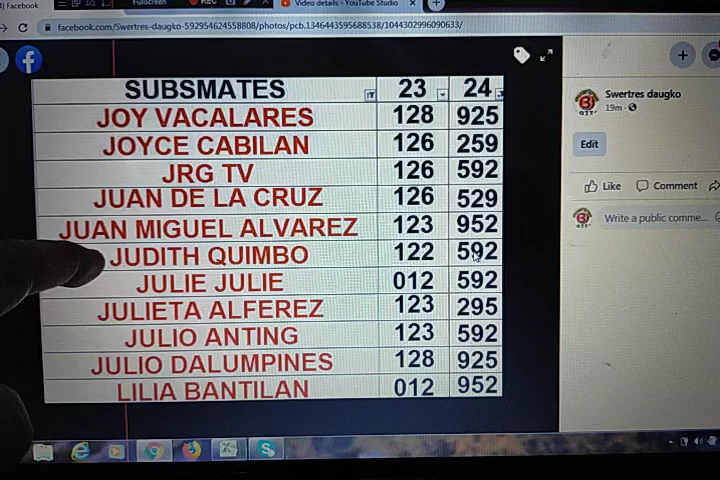 Facebook
Fullscreen
REC
Video details - YouTube Studio
facebook.com/Swertres-daugko-592954624558808/photos/pcb.1346443595688538/1044302996090633/
SUBSMATES 23 24
JOY VACALARES 128 925
JOYCE CABILAN 126 259
JRG TV 126 592
JUAN DE LA CRUZ 126 529
JUAN MIGUEL ALVAREZ 123 952
JUDITH QUIMBO 122 592
JULIE JULIE 012 592
JULIETA ALFEREZ 123 295
JULIO ANTING 123 592
JULIO DALUMPINES 128 925
LILIA BANTILAN 012 952
Swertres daugko
19m
Edit
Like Comment
Write a public comme...